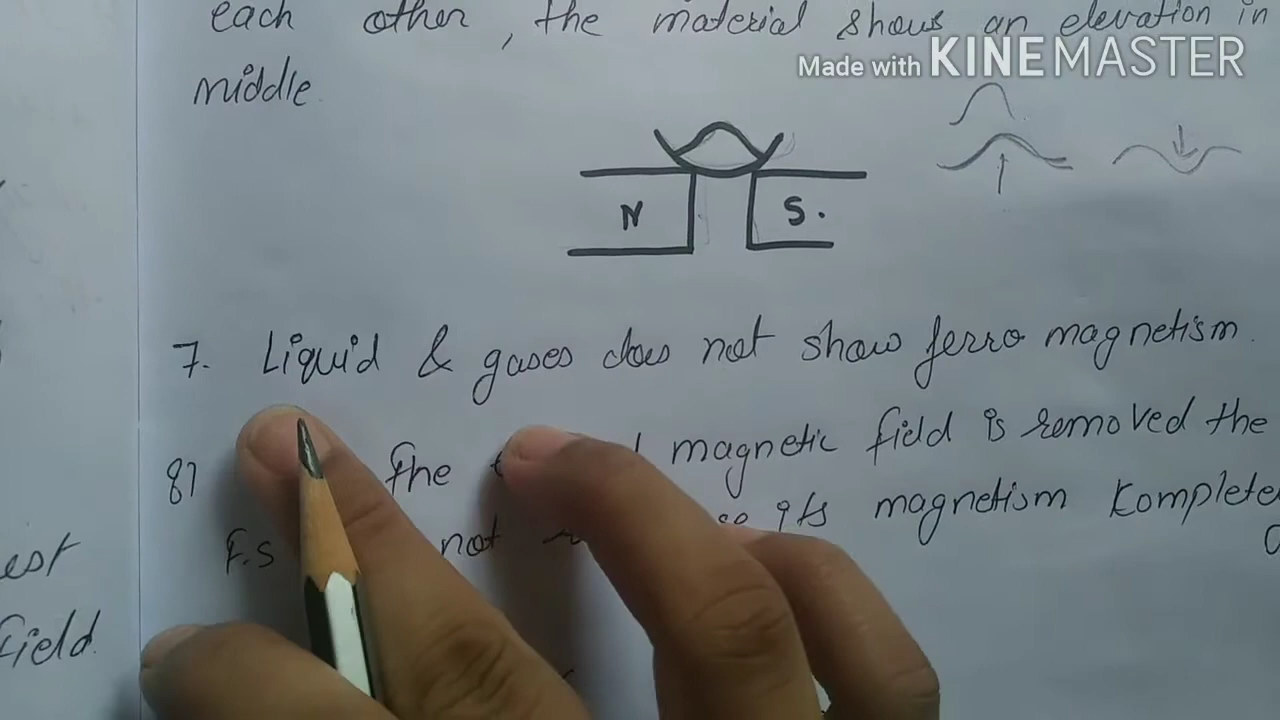 each other, the material shows an elevation in
Made with KINEMASTER
middle.
N S.
7. Liquid & gases does not show ferro magnetism.
8) the magnetic field is removed the
F.S not its magnetism komplete
est
field.